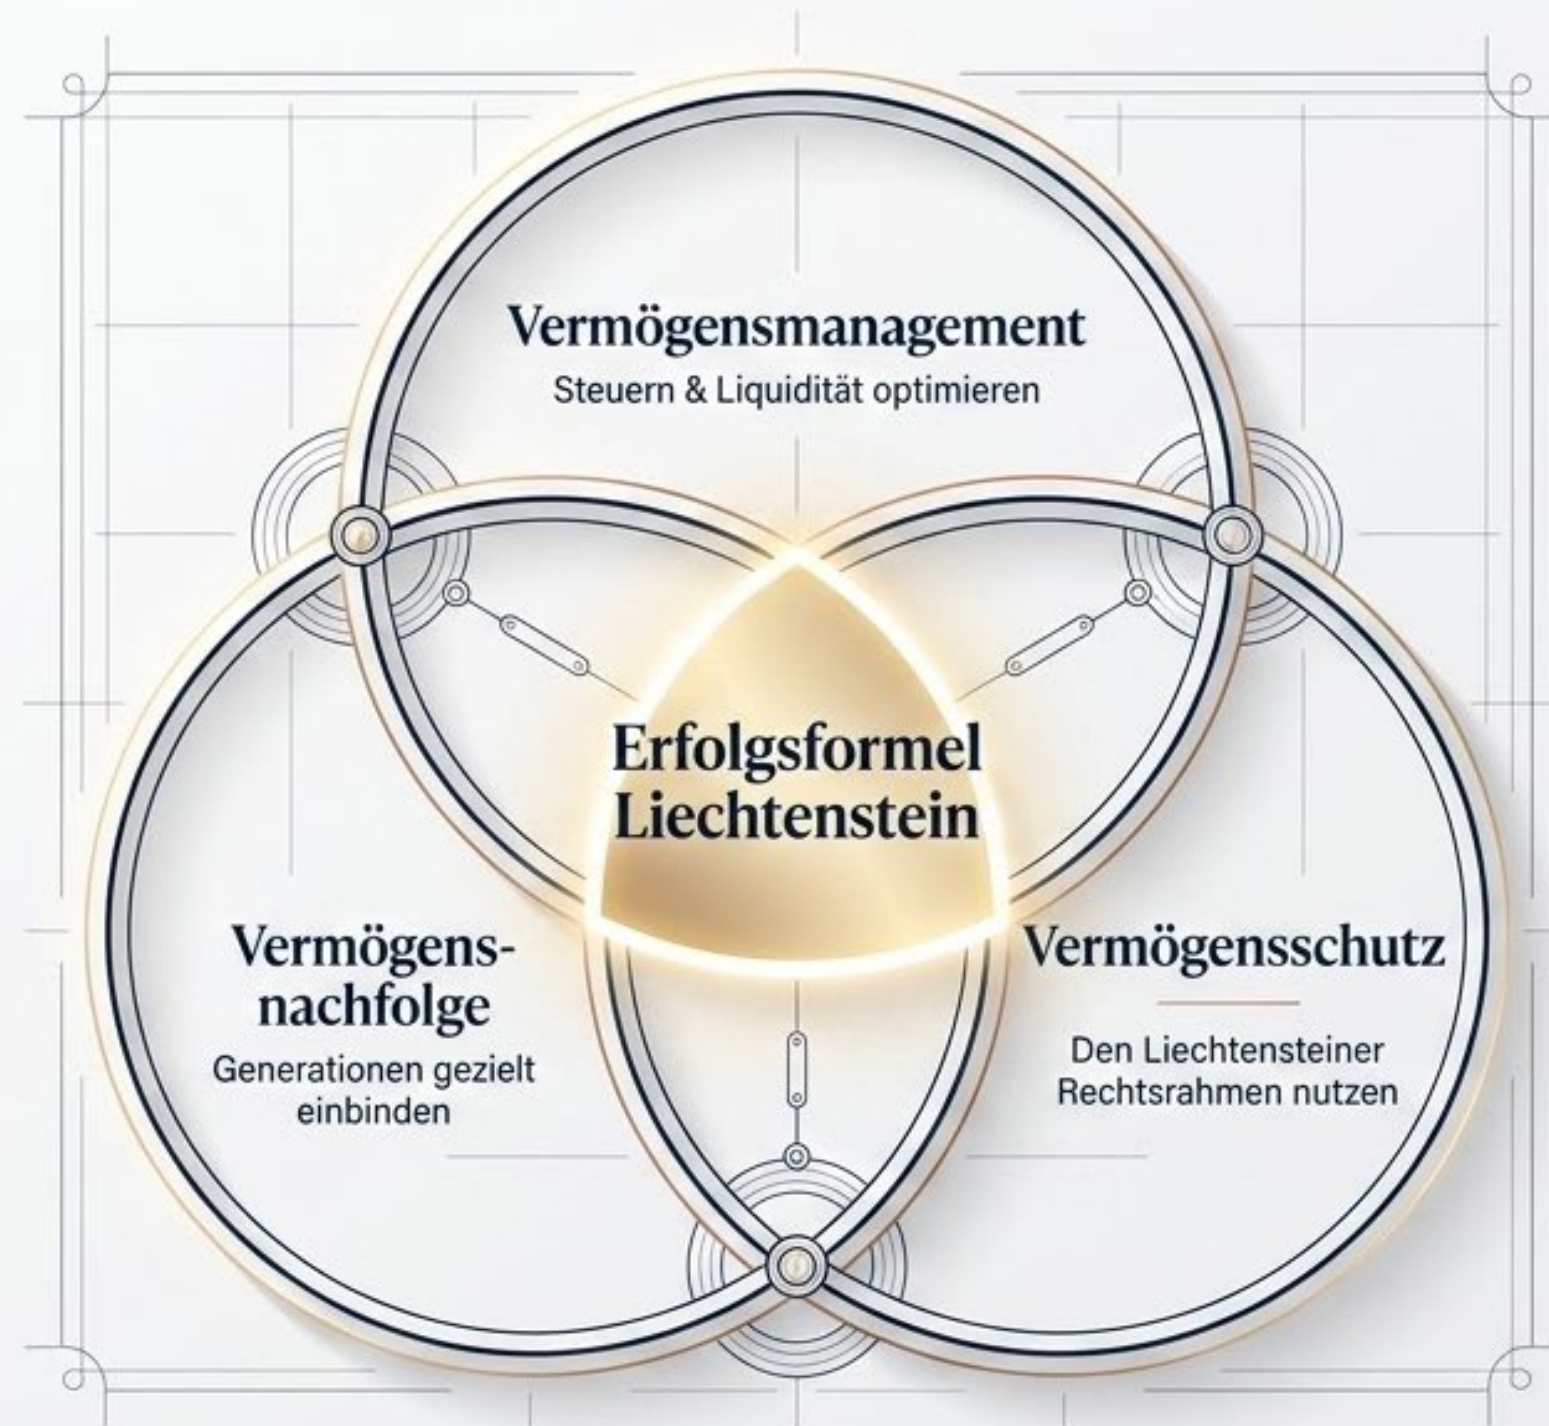 Vermögensmanagement
Steuern & Liquidität optimieren
Erfolgsformel
Liechtenstein
Vermögens-
nachfolge
Generationen gezielt
einbinden
Vermögensschutz
Den Liechtensteiner
Rechtsrahmen nutzen